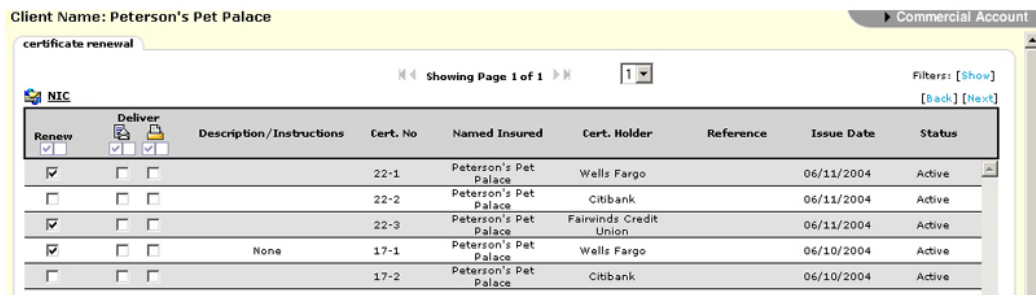 Client Name: Peterson's Pet Palace
Commercial Account
certificate renewal
Showing Page 1 of 1 1 Filters: [Show]
NIC [Back] [Next]
Renew Deliver Description/Instructions Cert. No Named Insured Cert. Holder Reference Issue Date Status
22-1 Peterson's Pet Palace Wells Fargo 06/11/2004 Active
22-2 Peterson's Pet Palace Citibank 06/11/2004 Active
22-3 Peterson's Pet Palace Fairwinds Credit Union 06/11/2004 Active
None 17-1 Peterson's Pet Palace Wells Fargo 06/10/2004 Active
17-2 Peterson's Pet Palace Citibank 06/10/2004 Active